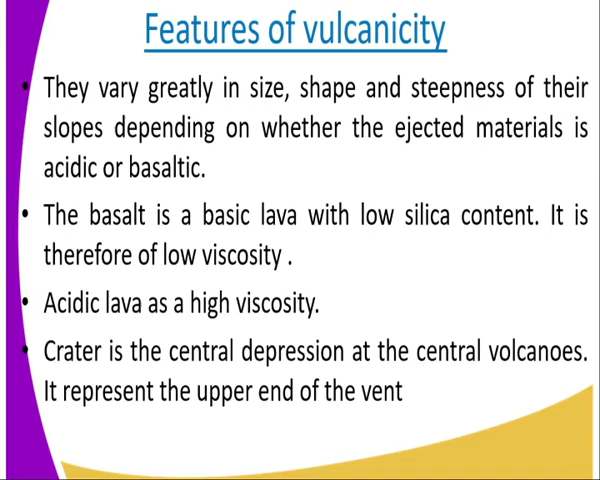 Features of vulcanicity
• They vary greatly in size, shape and steepness of their
slopes depending on whether the ejected materials is
acidic or basaltic.
• The basalt is a basic lava with low silica content. It is
therefore of low viscosity .
• Acidic lava as a high viscosity.
• Crater is the central depression at the central volcanoes.
It represent the upper end of the vent